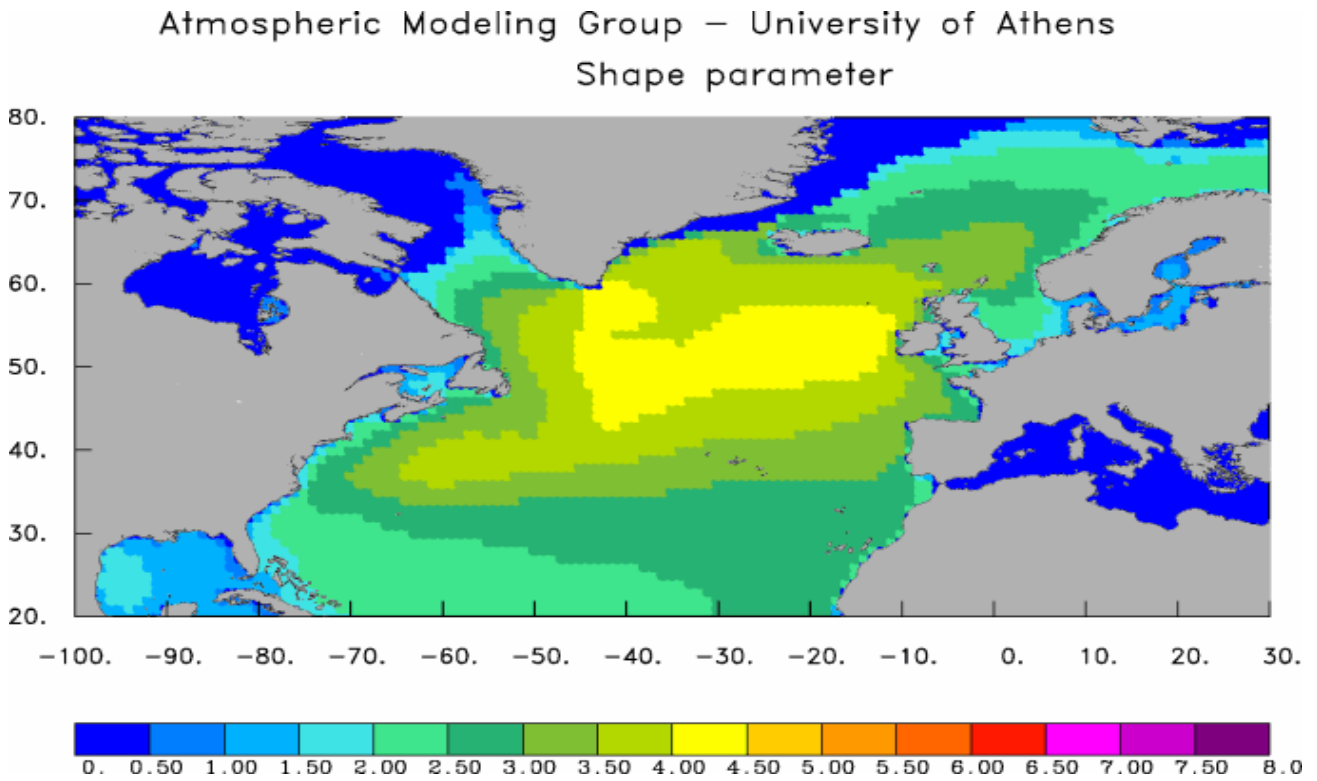 Atmospheric Modeling Group – University of Athens
Shape parameter
80.
70.
60.
50.
40.
30.
20.
−100. −90. −80. −70. −60. −50. −40. −30. −20. −10. 0. 10. 20. 30.
0. 0.50 1.00 1.50 2.00 2.50 3.00 3.50 4.00 4.50 5.00 5.50 6.00 6.50 7.00 7.50 8.0